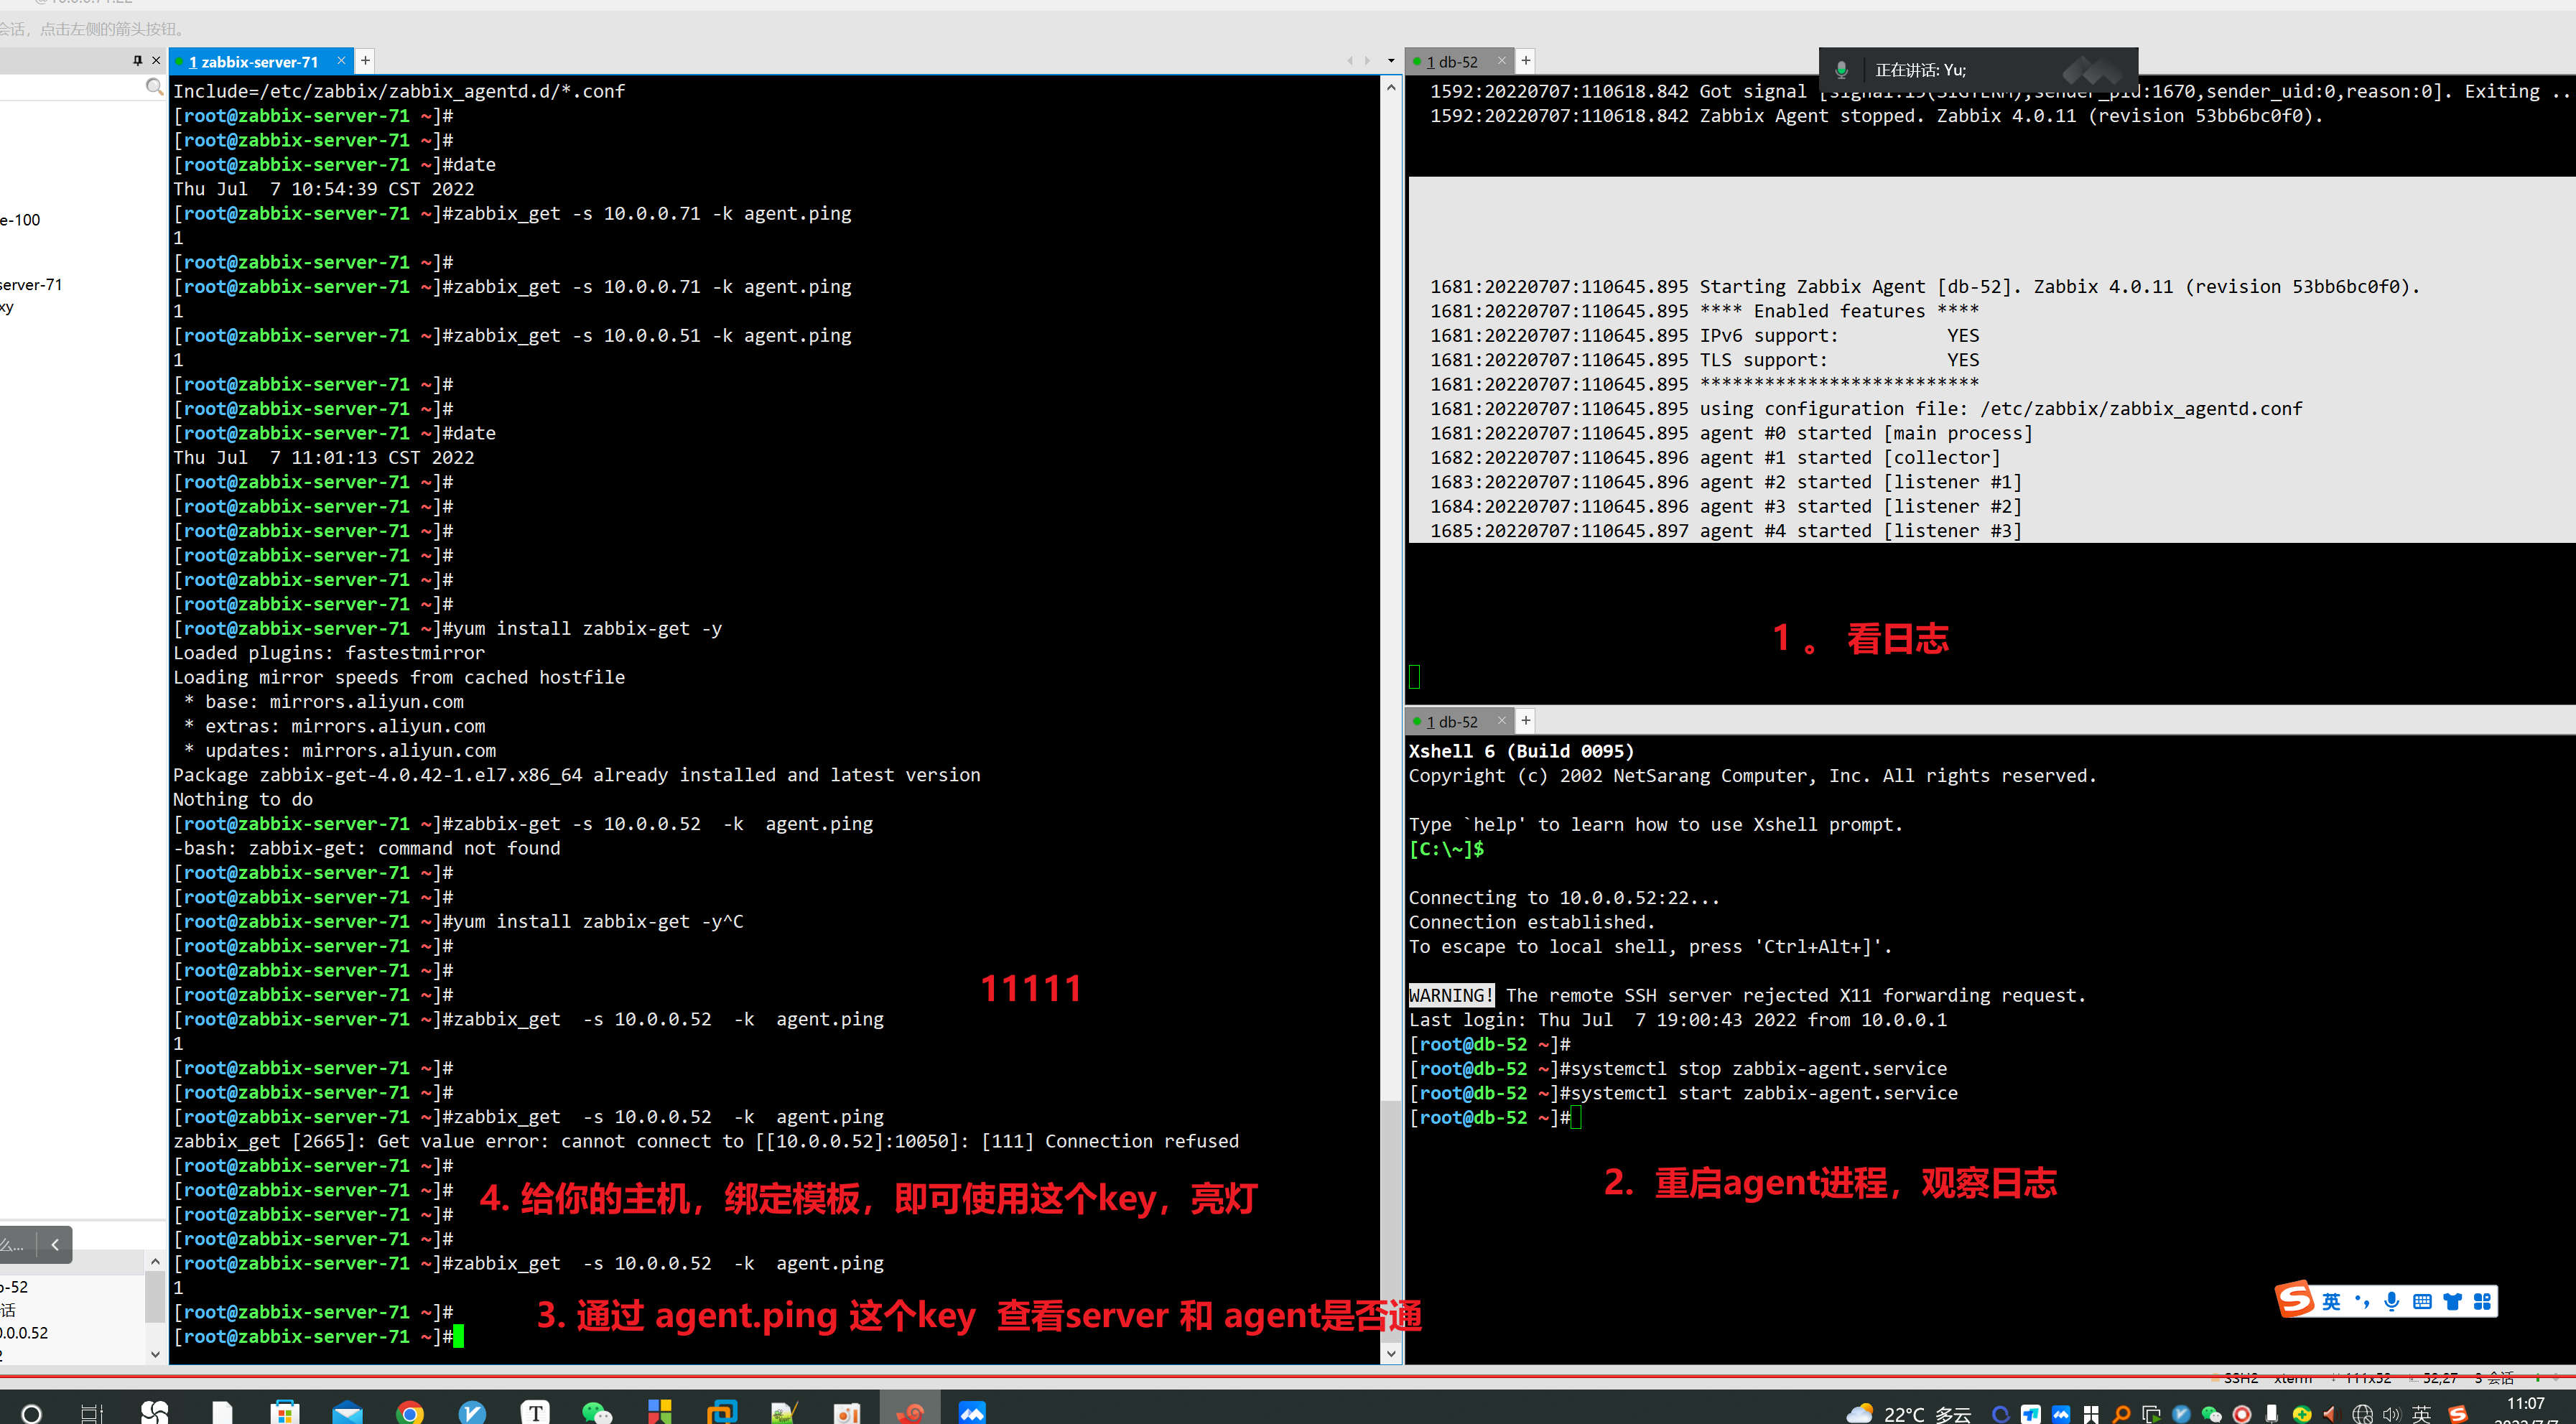 会话，点击左侧的箭头按钮。
e-100
server-71
xy
么...
b-52
话
0.0.0.52
2
1 zabbix-server-71
Include=/etc/zabbix/zabbix_agentd.d/*.conf
[root@zabbix-server-71 ~]#
[root@zabbix-server-71 ~]#
[root@zabbix-server-71 ~]#date
Thu Jul  7 10:54:39 CST 2022
[root@zabbix-server-71 ~]#zabbix_get -s 10.0.0.71 -k agent.ping
1
[root@zabbix-server-71 ~]#
[root@zabbix-server-71 ~]#zabbix_get -s 10.0.0.71 -k agent.ping
1
[root@zabbix-server-71 ~]#zabbix_get -s 10.0.0.51 -k agent.ping
1
[root@zabbix-server-71 ~]#
[root@zabbix-server-71 ~]#
[root@zabbix-server-71 ~]#date
Thu Jul  7 11:01:13 CST 2022
[root@zabbix-server-71 ~]#
[root@zabbix-server-71 ~]#
[root@zabbix-server-71 ~]#
[root@zabbix-server-71 ~]#
[root@zabbix-server-71 ~]#
[root@zabbix-server-71 ~]#
[root@zabbix-server-71 ~]#yum install zabbix-get -y
Loaded plugins: fastestmirror
Loading mirror speeds from cached hostfile
 * base: mirrors.aliyun.com
 * extras: mirrors.aliyun.com
 * updates: mirrors.aliyun.com
Package zabbix-get-4.0.42-1.el7.x86_64 already installed and latest version
Nothing to do
[root@zabbix-server-71 ~]#zabbix-get -s 10.0.0.52  -k  agent.ping
-bash: zabbix-get: command not found
[root@zabbix-server-71 ~]#
[root@zabbix-server-71 ~]#
[root@zabbix-server-71 ~]#yum install zabbix-get -y^C
[root@zabbix-server-71 ~]#
[root@zabbix-server-71 ~]#
11111
[root@zabbix-server-71 ~]#
[root@zabbix-server-71 ~]#zabbix_get  -s 10.0.0.52  -k  agent.ping
1
[root@zabbix-server-71 ~]#
[root@zabbix-server-71 ~]#
[root@zabbix-server-71 ~]#zabbix_get  -s 10.0.0.52  -k  agent.ping
zabbix_get [2665]: Get value error: cannot connect to [[10.0.0.52]:10050]: [111] Connection refused
[root@zabbix-server-71 ~]#
[root@zabbix-server-71 ~]#
4. 给你的主机，绑定模板，即可使用这个key，亮灯
[root@zabbix-server-71 ~]#
[root@zabbix-server-71 ~]#
[root@zabbix-server-71 ~]#zabbix_get  -s 10.0.0.52  -k  agent.ping
1
[root@zabbix-server-71 ~]#
3. 通过 agent.ping 这个key  查看server 和 agent是否通
[root@zabbix-server-71 ~]#
1 db-52
正在讲话: Yu;
1592:20220707:110618.842 Got signal [signal:15(SIGTERM),sender_pid:1670,sender_uid:0,reason:0]. Exiting ..
1592:20220707:110618.842 Zabbix Agent stopped. Zabbix 4.0.11 (revision 53bb6bc0f0).
1681:20220707:110645.895 Starting Zabbix Agent [db-52]. Zabbix 4.0.11 (revision 53bb6bc0f0).
1681:20220707:110645.895 **** Enabled features ****
1681:20220707:110645.895 IPv6 support:          YES
1681:20220707:110645.895 TLS support:           YES
1681:20220707:110645.895 **************************
1681:20220707:110645.895 using configuration file: /etc/zabbix/zabbix_agentd.conf
1681:20220707:110645.895 agent #0 started [main process]
1682:20220707:110645.896 agent #1 started [collector]
1683:20220707:110645.896 agent #2 started [listener #1]
1684:20220707:110645.896 agent #3 started [listener #2]
1685:20220707:110645.897 agent #4 started [listener #3]
1 。 看日志
1 db-52
Xshell 6 (Build 0095)
Copyright (c) 2002 NetSarang Computer, Inc. All rights reserved.
Type `help' to learn how to use Xshell prompt.
[C:\~]$
Connecting to 10.0.0.52:22...
Connection established.
To escape to local shell, press 'Ctrl+Alt+]'.
WARNING! The remote SSH server rejected X11 forwarding request.
Last login: Thu Jul  7 19:00:43 2022 from 10.0.0.1
[root@db-52 ~]#
[root@db-52 ~]#systemctl stop zabbix-agent.service
[root@db-52 ~]#systemctl start zabbix-agent.service
[root@db-52 ~]#
2.  重启agent进程，观察日志
英
SSH2 xterm 111x52 52,27 3 会话
22°C 多云 英 11:07